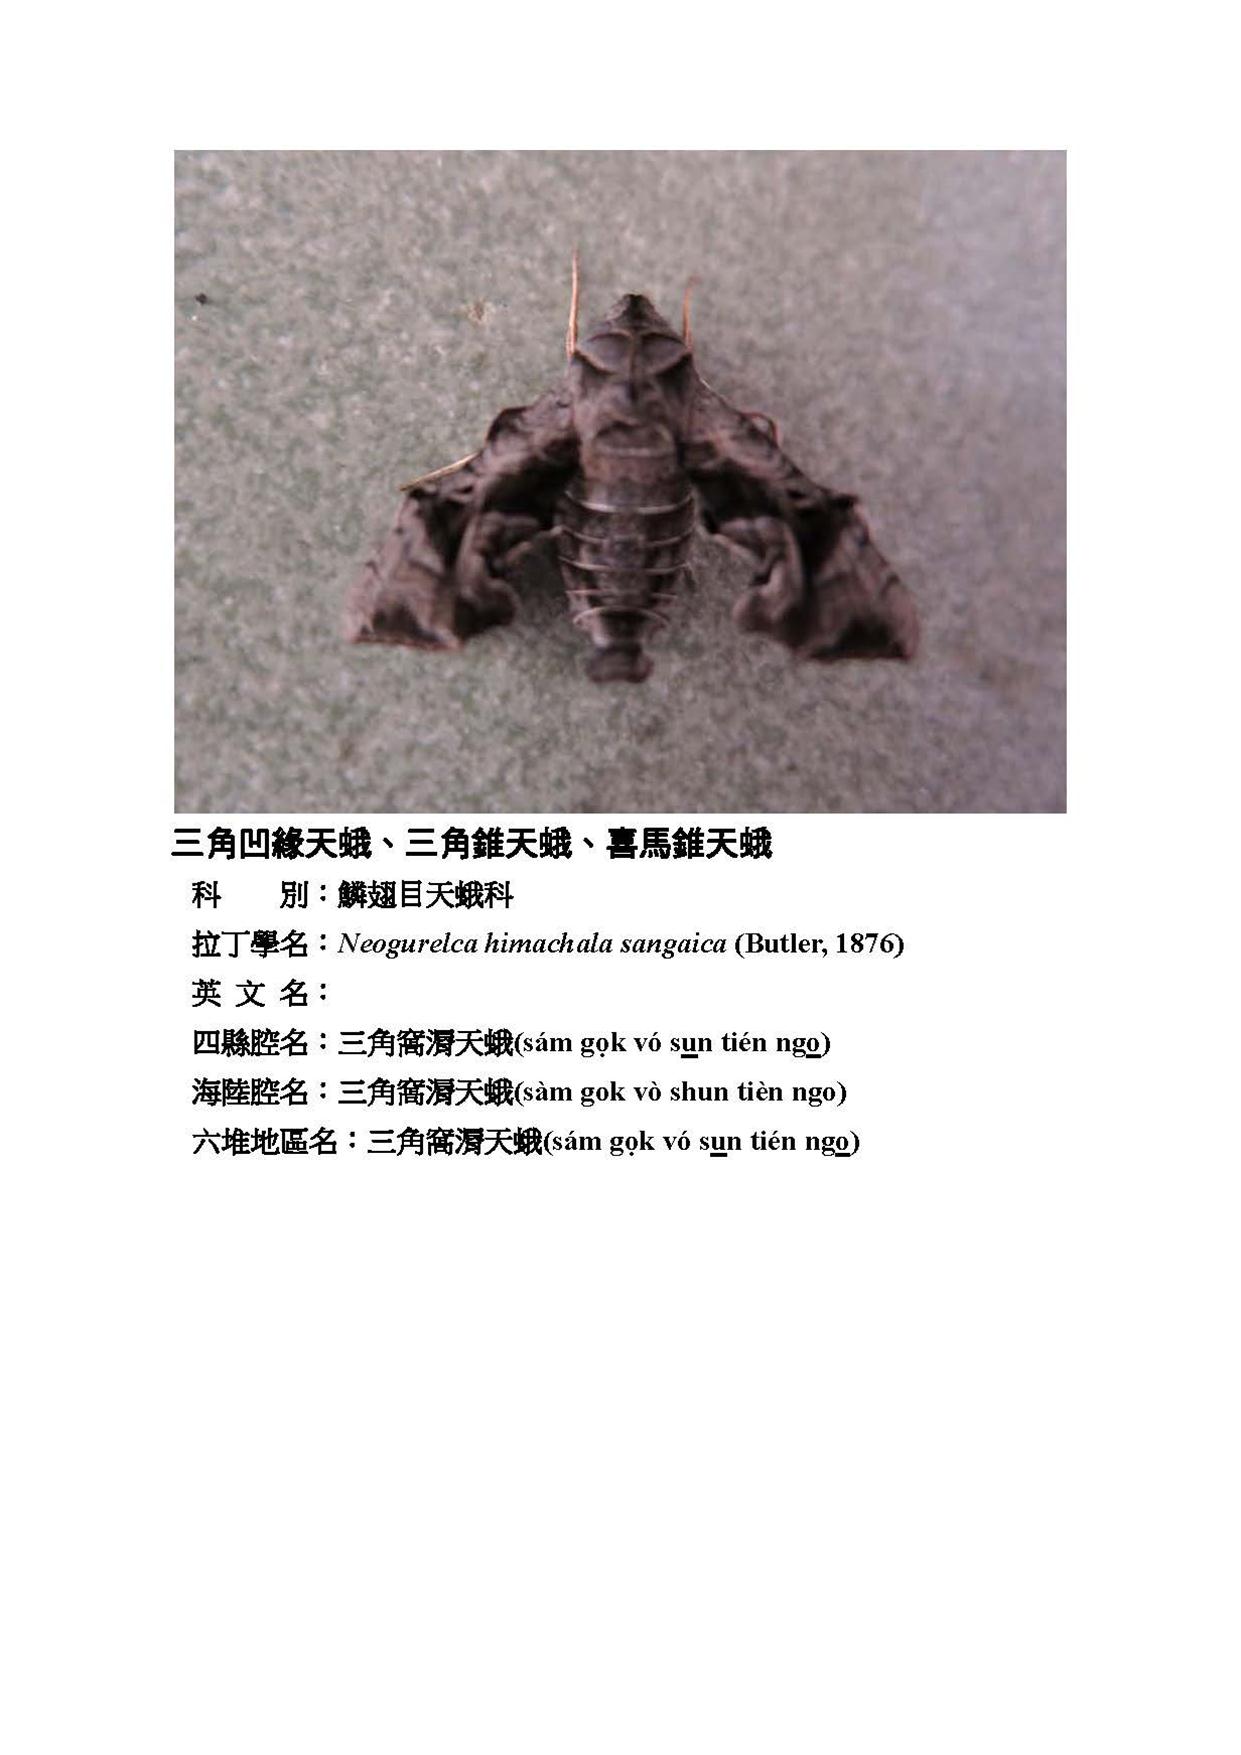 三角凹緣天蛾、三角錐天蛾、喜馬錐天蛾
科　　別：鱗翅目天蛾科
拉丁學名：Neogurelca himachala sangaica (Butler, 1876)
英 文 名：
四縣腔名：三角窩漘天蛾(sám gọk vó sun tién ngo)
海陸腔名：三角窩漘天蛾(sàm gok vò shun tièn ngo)
六堆地區名：三角窩漘天蛾(sám gọk vó sun tién ngo)